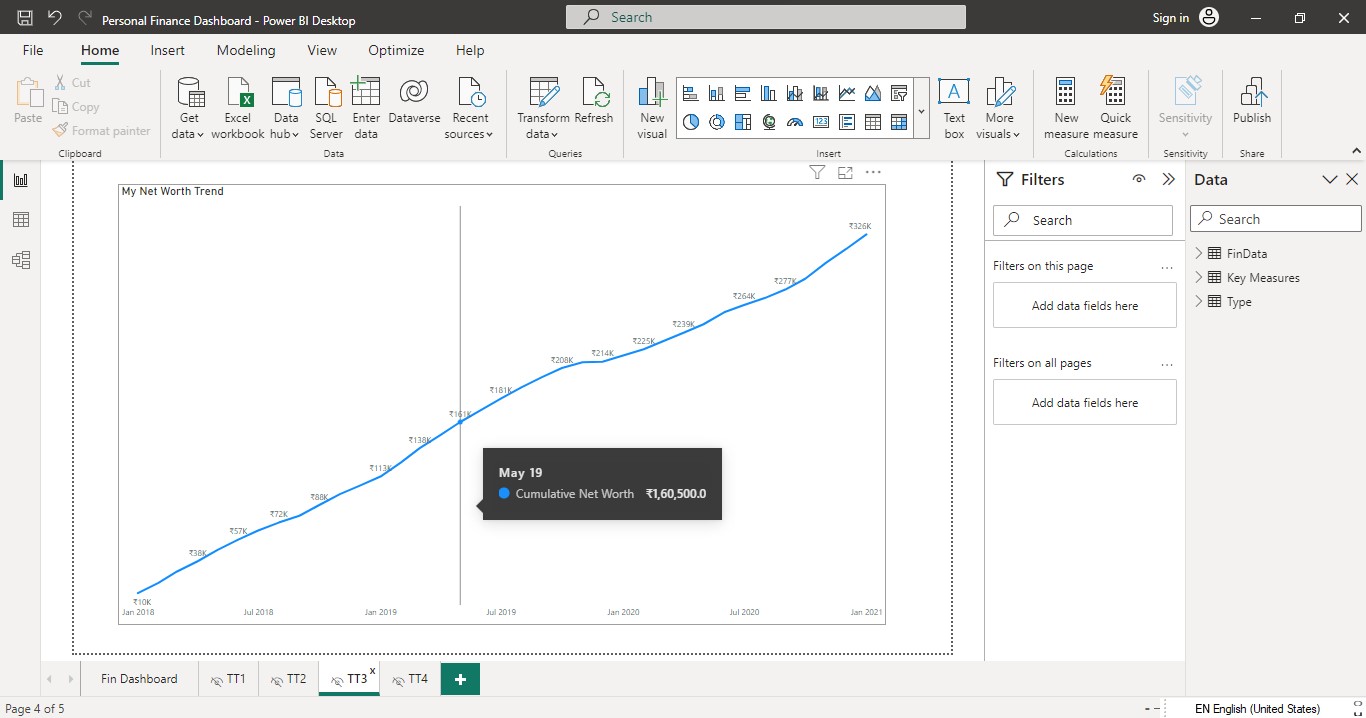 Personal Finance Dashboard - Power BI Desktop
Search
Sign in
File Home Insert Modeling View Optimize Help
Paste
Cut
Copy
Format painter
Clipboard
Get data
Excel workbook
Data hub
SQL Server
Enter data
Dataverse
Recent sources
Data
Transform data
Refresh
Queries
New visual
123
Text box
More visuals
Insert
New measure
Quick measure
Calculations
Sensitivity
Sensitivity
Publish
Share
My Net Worth Trend
₹326K
₹277K
₹264K
₹239K
₹225K
₹214K
₹208K
₹181K
₹161K
₹138K
₹113K
₹88K
₹72K
₹57K
₹38K
₹10K
May 19
Cumulative Net Worth ₹1,60,500.0
Jan 2018 Jul 2018 Jan 2019 Jul 2019 Jan 2020 Jul 2020 Jan 2021
Filters
Search
Filters on this page
Add data fields here
Filters on all pages
Add data fields here
Data
Search
FinData
Key Measures
Type
Fin Dashboard TT1 TT2 TT3 x TT4 +
Page 4 of 5
EN English (United States)